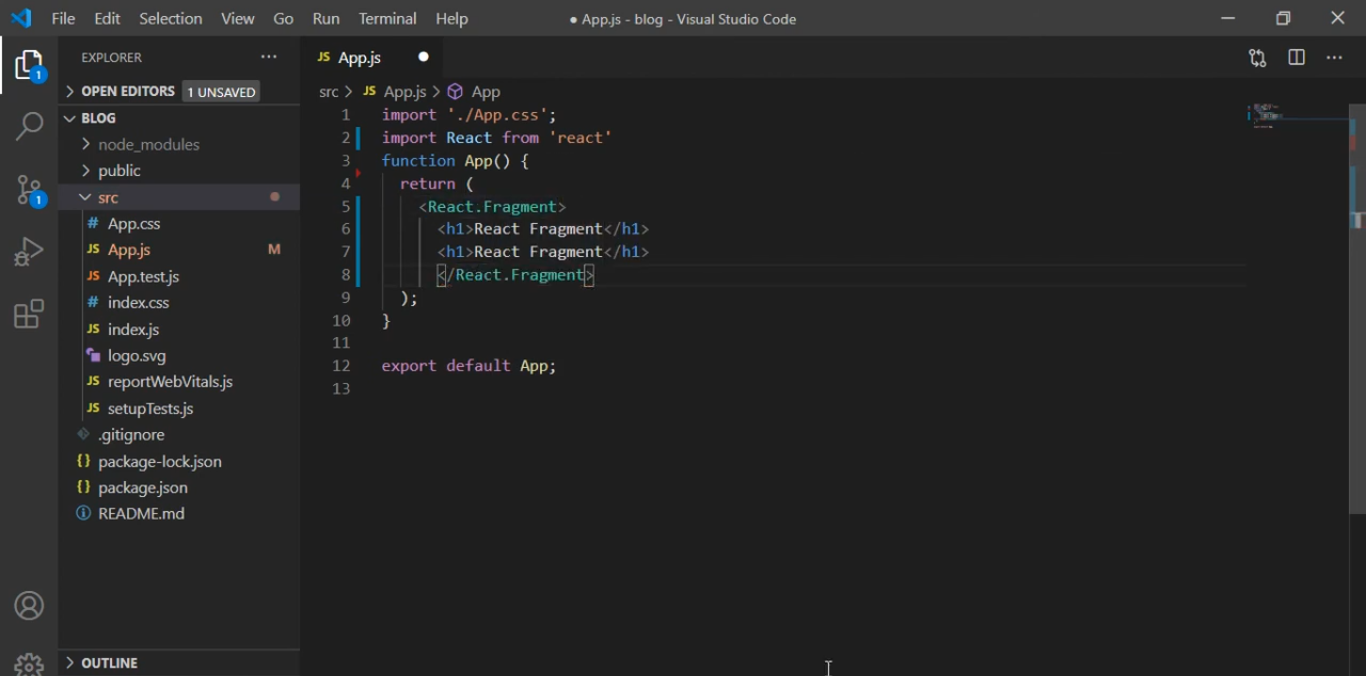 File Edit Selection View Go Run Terminal Help
● App.js - blog - Visual Studio Code
EXPLORER
OPEN EDITORS 1 UNSAVED
BLOG
node_modules
public
src
# App.css
JS App.js M
JS App.test.js
# index.css
JS index.js
logo.svg
JS reportWebVitals.js
JS setupTests.js
.gitignore
{} package-lock.json
{} package.json
README.md
OUTLINE
1
1
JS App.js
src > JS App.js > App
1 import './App.css';
2 import React from 'react'
3 function App() {
4 return (
5 <React.Fragment>
6 <h1>React Fragment</h1>
7 <h1>React Fragment</h1>
8 </React.Fragment>
9 );
10 }
11
12 export default App;
13